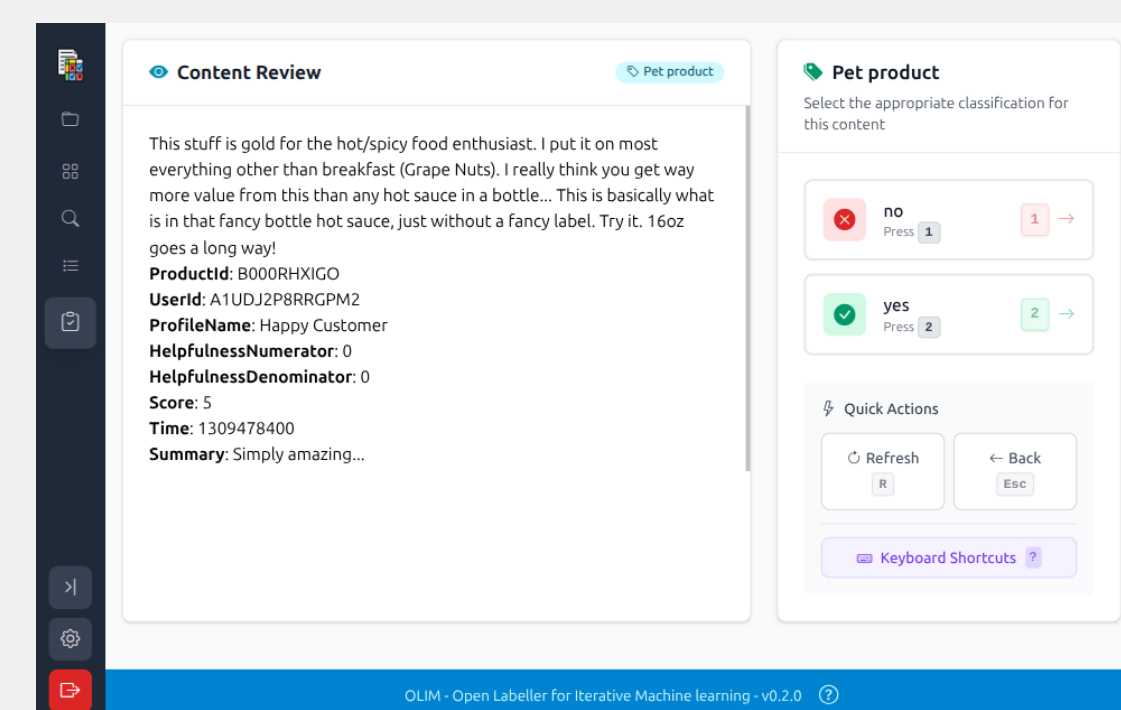 Content Review
Pet product
This stuff is gold for the hot/spicy food enthusiast. I put it on most
everything other than breakfast (Grape Nuts). I really think you get way
more value from this than any hot sauce in a bottle... This is basically what
is in that fancy bottle hot sauce, just without a fancy label. Try it. 16oz
goes a long way!
ProductId: B000RHXIGO
UserId: A1UDJ2P8RRGPM2
ProfileName: Happy Customer
HelpfulnessNumerator: 0
HelpfulnessDenominator: 0
Score: 5
Time: 1309478400
Summary: Simply amazing...
Pet product
Select the appropriate classification for
this content
no
Press 1
1 →
yes
Press 2
2 →
Quick Actions
Refresh
R
← Back
Esc
Keyboard Shortcuts ?
OLIM - Open Labeller for Iterative Machine learning - v0.2.0 ?